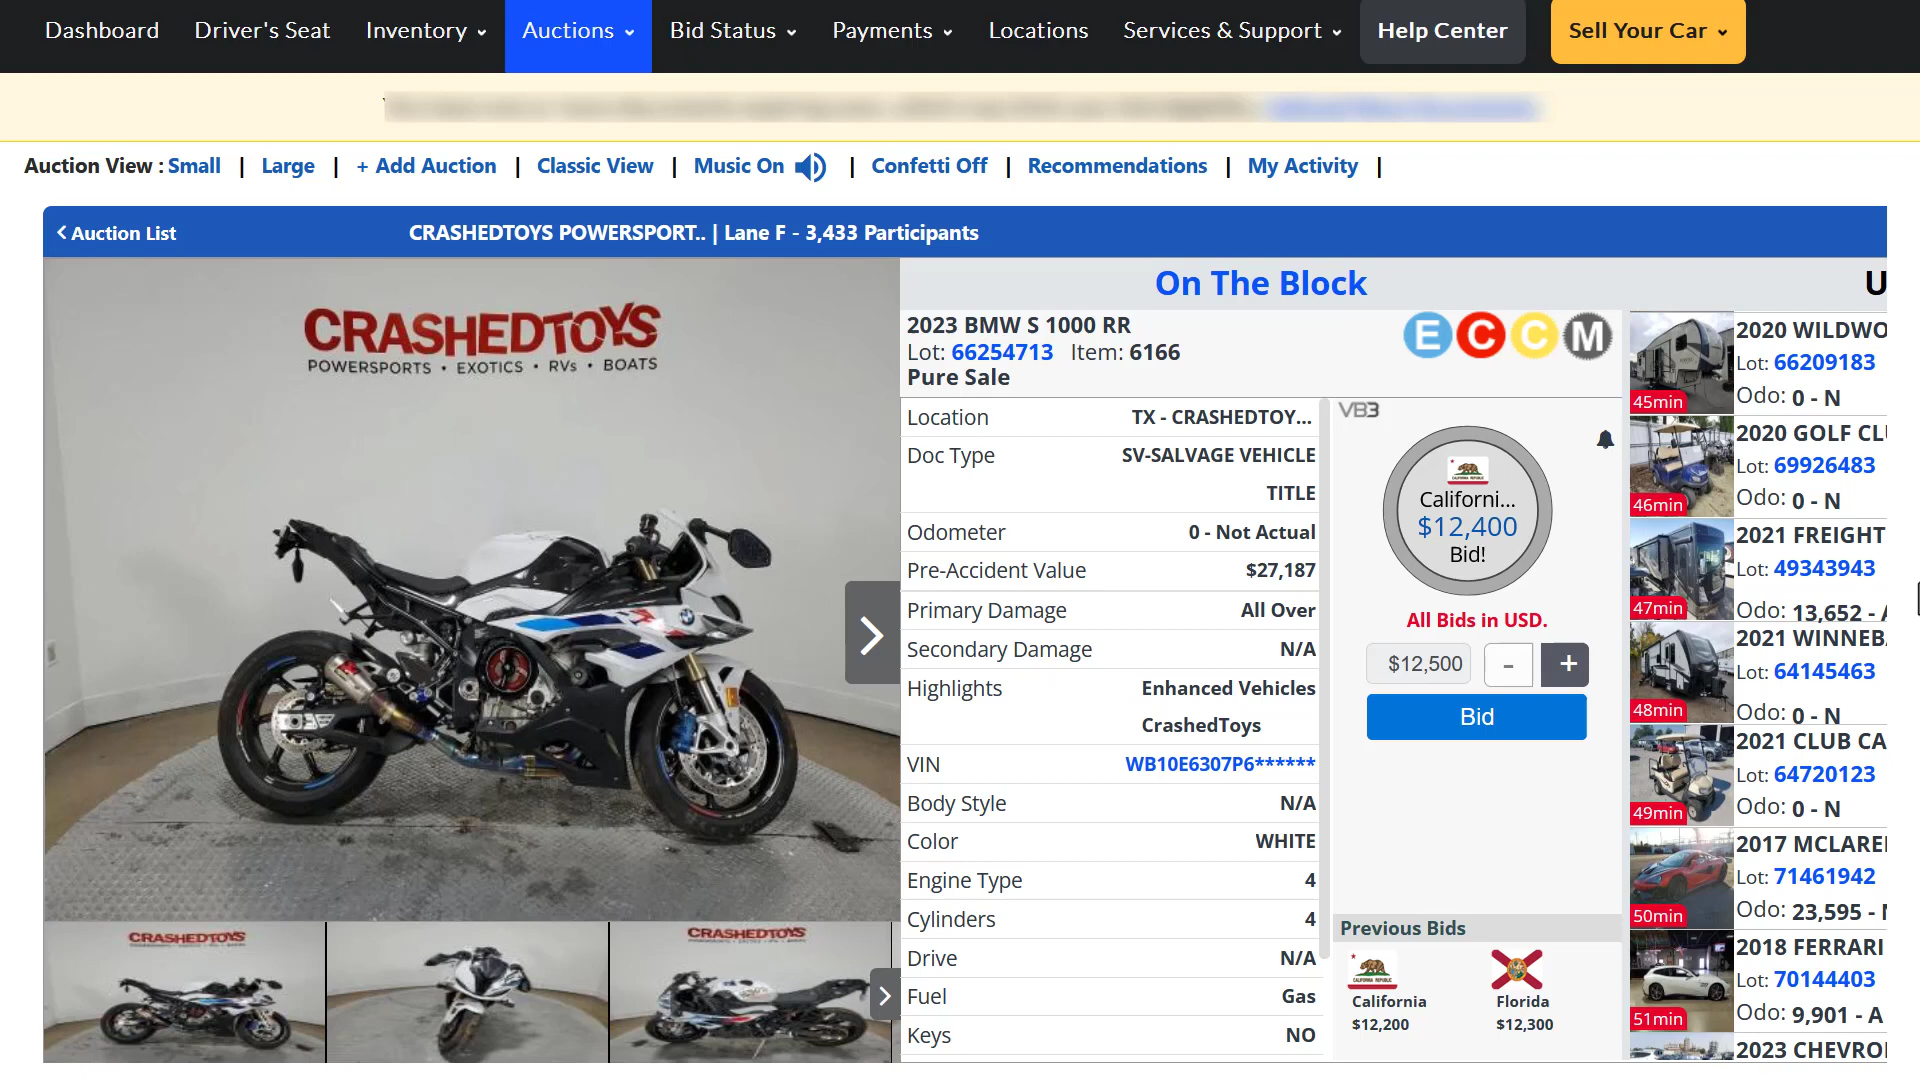 Dashboard Driver's Seat Inventory Auctions Bid Status Payments Locations Services & Support Help Center Sell Your Car
Auction View : Small | Large | + Add Auction | Classic View | Music On | Confetti Off | Recommendations | My Activity |
Auction List
CRASHEDTOYS POWERSPORT.. | Lane F - 3,433 Participants
CRASHEDTOYS
POWERSPORTS • EXOTICS • RVs • BOATS
CRASHEDTOYS
CRASHEDTOYS
On The Block
2023 BMW S 1000 RR
Lot: 66254713 Item: 6166
Pure Sale
E C C M
Location TX - CRASHEDTOY...
Doc Type SV-SALVAGE VEHICLE
TITLE
Odometer 0 - Not Actual
Pre-Accident Value $27,187
Primary Damage All Over
Secondary Damage N/A
Highlights Enhanced Vehicles
CrashedToys
VIN WB10E6307P6******
Body Style N/A
Color WHITE
Engine Type 4
Cylinders 4
Drive N/A
Fuel Gas
Keys NO
VB3
Californi...
$12,400
Bid!
All Bids in USD.
$12,500 - +
Bid
Previous Bids
California
$12,200
Florida
$12,300
U
2020 WILDWO
Lot: 66209183
Odo: 0 - N
45min
2020 GOLF CLU
Lot: 69926483
Odo: 0 - N
46min
2021 FREIGHT
Lot: 49343943
Odo: 13,652 - A
47min
2021 WINNEBA
Lot: 64145463
Odo: 0 - N
48min
2021 CLUB CA
Lot: 64720123
Odo: 0 - N
49min
2017 MCLAREN
Lot: 71461942
Odo: 23,595 - N
50min
2018 FERRARI
Lot: 70144403
Odo: 9,901 - A
51min
2023 CHEVROL